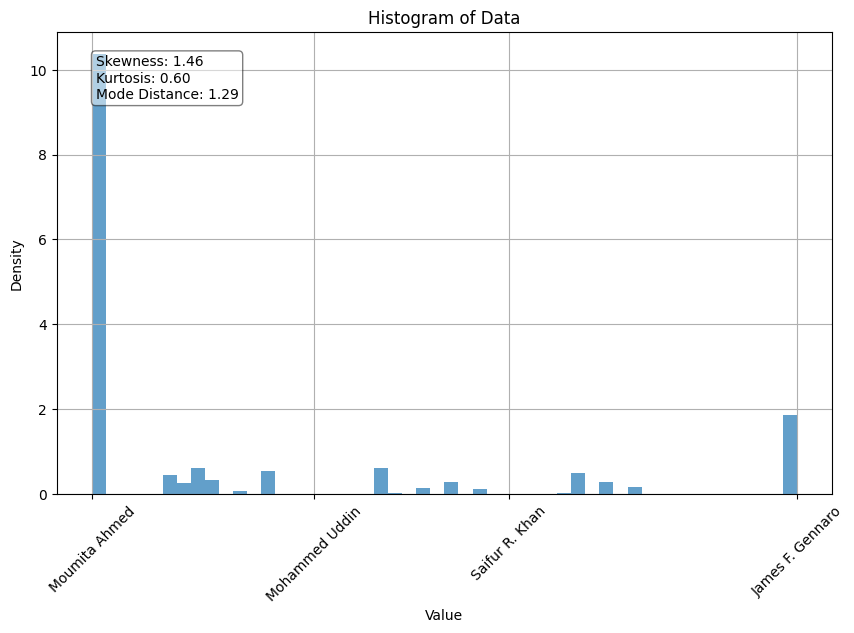 Histogram of Data
Skewness: 1.46
Kurtosis: 0.60
Mode Distance: 1.29
10
8
6
4
2
0
Density
Moumita Ahmed
Mohammed Uddin
Saifur R. Khan
James F. Gennaro
Value